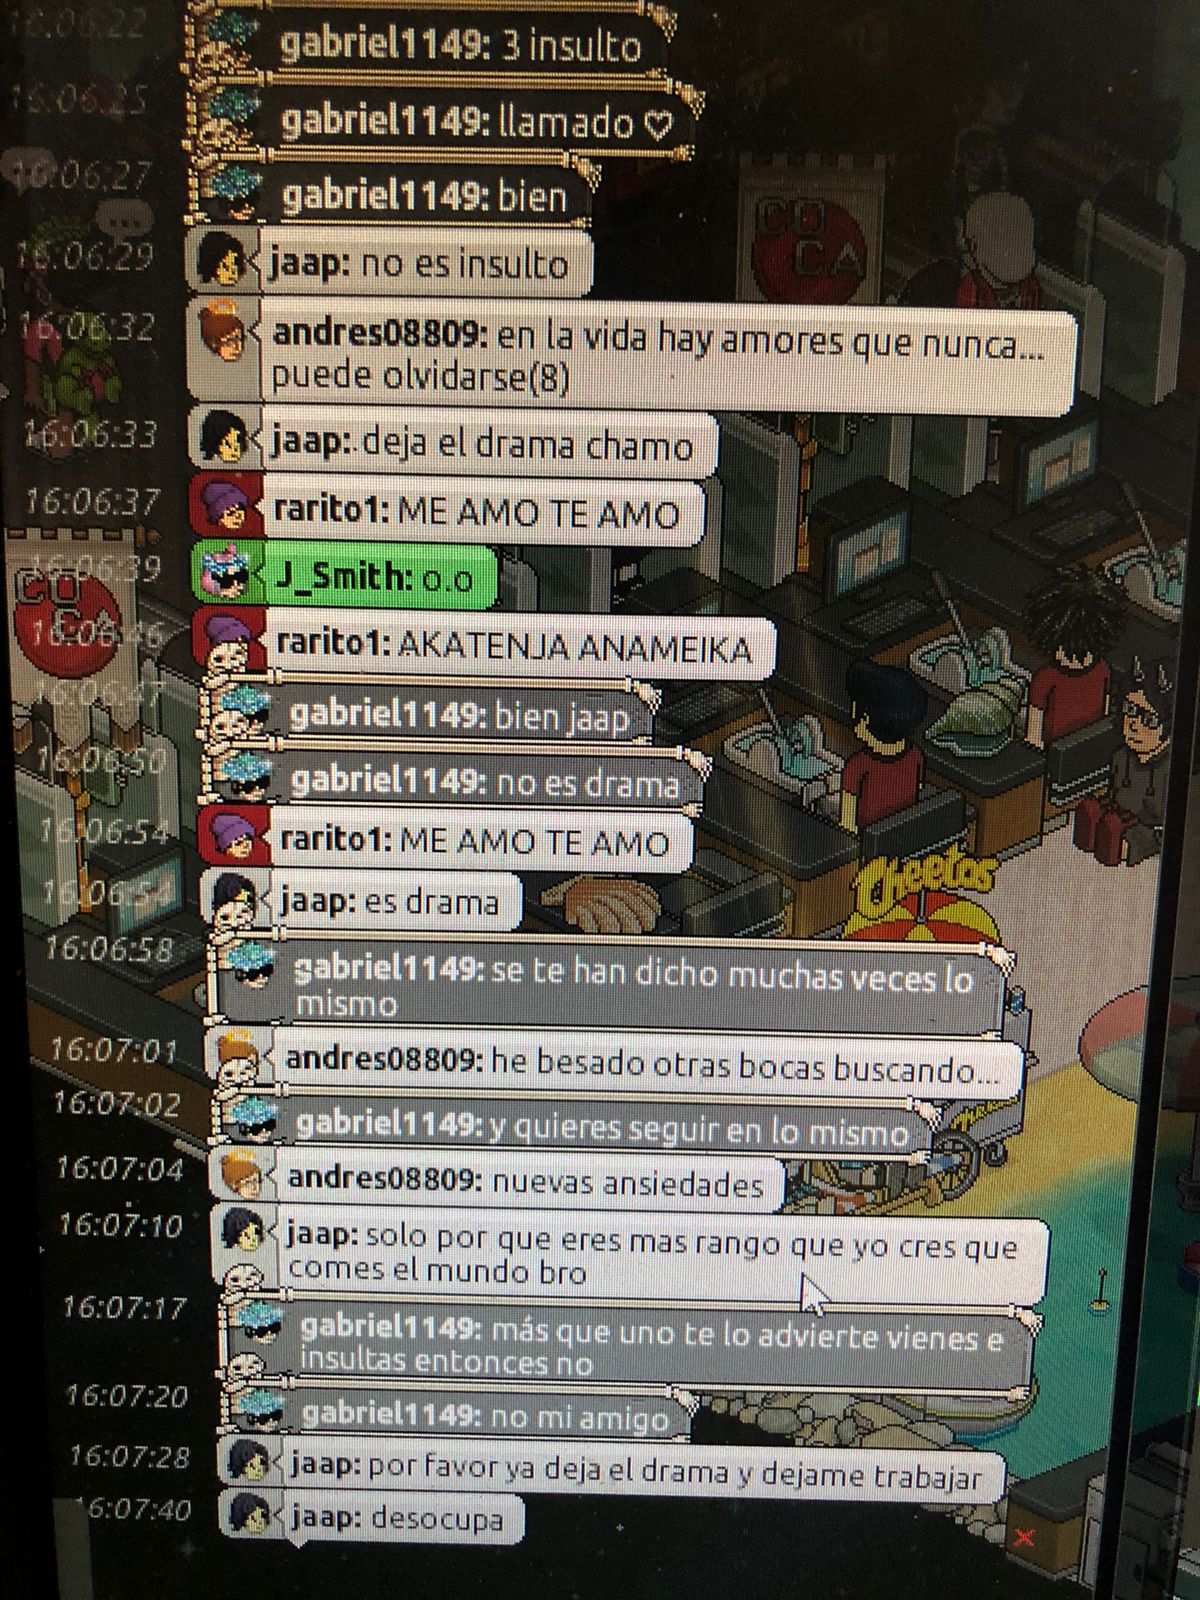 16:06:22
gabriel1149: 3 insulto
16:06:25
gabriel1149: llamado ♡
16:06:27
gabriel1149: bien
16:06:29
jaap: no es insulto
16:06:32
andres08809: en la vida hay amores que nunca...
puede olvidarse(8)
16:06:33
jaap: deja el drama chamo
16:06:37
rarito1: ME AMO TE AMO
16:06:39
J_Smith: o.o
16:06:46
rarito1: AKATENJA ANAMEIKA
16:06:47
gabriel1149: bien jaap
16:06:50
gabriel1149: no es drama
16:06:54
rarito1: ME AMO TE AMO
jaap: es drama
16:06:58
gabriel1149: se te han dicho muchas veces lo
mismo
16:07:01
andres08809: he besado otras bocas buscando...
16:07:02
gabriel1149: y quieres seguir en lo mismo
16:07:04
andres08809: nuevas ansiedades
16:07:10
jaap: solo por que eres mas rango que yo cres que
comes el mundo bro
16:07:17
gabriel1149: más que uno te lo advierte vienes e
insultas entonces no
16:07:20
gabriel1149: no mi amigo
16:07:28
jaap: por favor ya deja el drama y dejame trabajar
16:07:40
jaap: desocupa
CO
CA
CO
CA
Cheetos